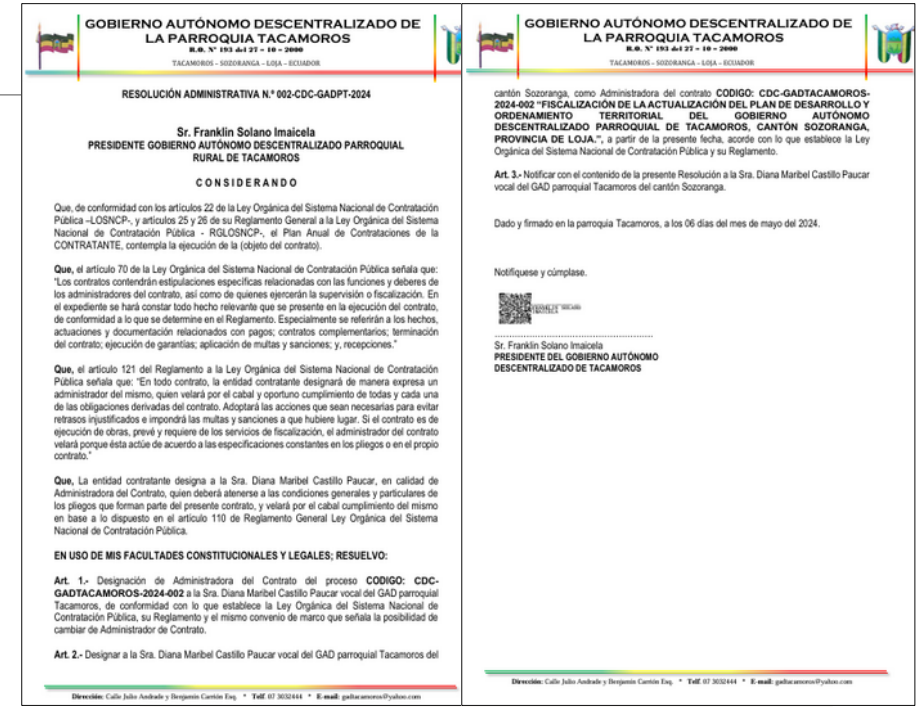 GOBIERNO AUTÓNOMO DESCENTRALIZADO DE
LA PARROQUIA TACAMOROS
R.O. N° 193 del 27 – 10 – 2000
TACAMOROS – SOZORANGA – LOJA – ECUADOR
RESOLUCIÓN ADMINISTRATIVA N.º 002-CDC-GADPT-2024
Sr. Franklin Solano Imaicela
PRESIDENTE GOBIERNO AUTÓNOMO DESCENTRALIZADO PARROQUIAL
RURAL DE TACAMOROS
C O N S I D E R A N D O
Que, de conformidad con los artículos 22 de la Ley Orgánica del Sistema Nacional de Contratación
Pública –LOSNCP-, y artículos 25 y 26 de su Reglamento General a la Ley Orgánica del Sistema
Nacional de Contratación Pública - RGLOSNCP-, el Plan Anual de Contrataciones de la
CONTRATANTE, contempla la ejecución de la (objeto del contrato).
Que, el artículo 70 de la Ley Orgánica del Sistema Nacional de Contratación Pública señala que:
“Los contratos contendrán estipulaciones específicas relacionadas con las funciones y deberes de
los administradores del contrato, así como de quienes ejercerán la supervisión o fiscalización. En
el expediente se hará constar todo hecho relevante que se presente en la ejecución del contrato,
de conformidad a lo que se determine en el Reglamento. Especialmente se referirán a los hechos,
actuaciones y documentación relacionados con pagos; contratos complementarios; terminación
del contrato; ejecución de garantías; aplicación de multas y sanciones; y, recepciones.”
Que, el artículo 121 del Reglamento a la Ley Orgánica del Sistema Nacional de Contratación
Pública señala que: “En todo contrato, la entidad contratante designará de manera expresa un
administrador del mismo, quien velará por el cabal y oportuno cumplimiento de todas y cada una
de las obligaciones derivadas del contrato. Adoptará las acciones que sean necesarias para evitar
retrasos injustificados e impondrá las multas y sanciones a que hubiere lugar. Si el contrato es de
ejecución de obras, prevé y requiere de los servicios de fiscalización, el administrador del contrato
velará porque ésta actúe de acuerdo a las especificaciones constantes en los pliegos o en el propio
contrato.”
Que, La entidad contratante designa a la Sra. Diana Maribel Castillo Paucar, en calidad de
Administradora del Contrato, quien deberá atenerse a las condiciones generales y particulares de
los pliegos que forman parte del presente contrato, y velará por el cabal cumplimiento del mismo
en base a lo dispuesto en el artículo 110 de Reglamento General Ley Orgánica del Sistema
Nacional de Contratación Pública.
EN USO DE MIS FACULTADES CONSTITUCIONALES Y LEGALES; RESUELVO:
Art. 1.- Designación de Administradora del Contrato del proceso CODIGO: CDC-
GADTACAMOROS-2024-002 a la Sra. Diana Maribel Castillo Paucar vocal del GAD parroquial
Tacamoros, de conformidad con lo que establece la Ley Orgánica del Sistema Nacional de
Contratación Pública, su Reglamento y el mismo convenio de marco que señala la posibilidad de
cambiar de Administrador de Contrato.
Art. 2.- Designar a la Sra. Diana Maribel Castillo Paucar vocal del GAD parroquial Tacamoros del
Dirección: Calle Julio Andrade y Benjamín Carrión Esq. * Telf. 07 3032444 * E-mail: gadtacamoros@yahoo.com
GOBIERNO AUTÓNOMO DESCENTRALIZADO DE
LA PARROQUIA TACAMOROS
R.O. N° 193 del 27 – 10 – 2000
TACAMOROS – SOZORANGA – LOJA – ECUADOR
cantón Sozoranga, como Administradora del contrato CODIGO: CDC-GADTACAMOROS-
2024-002 “FISCALIZACIÓN DE LA ACTUALIZACIÓN DEL PLAN DE DESARROLLO Y
ORDENAMIENTO TERRITORIAL DEL GOBIERNO AUTÓNOMO
DESCENTRALIZADO PARROQUIAL DE TACAMOROS, CANTÓN SOZORANGA,
PROVINCIA DE LOJA.”, a partir de la presente fecha, acorde con lo que establece la Ley
Orgánica del Sistema Nacional de Contratación Pública y su Reglamento.
Art. 3.- Notificar con el contenido de la presente Resolución a la Sra. Diana Maribel Castillo Paucar
vocal del GAD parroquial Tacamoros del cantón Sozoranga.
Dado y firmado en la parroquia Tacamoros, a los 06 días del mes de mayo del 2024.
Notifíquese y cúmplase.
Sr. Franklin Solano Imaicela
PRESIDENTE DEL GOBIERNO AUTÓNOMO
DESCENTRALIZADO DE TACAMOROS
Dirección: Calle Julio Andrade y Benjamín Carrión Esq. * Telf. 07 3032444 * E-mail: gadtacamoros@yahoo.com